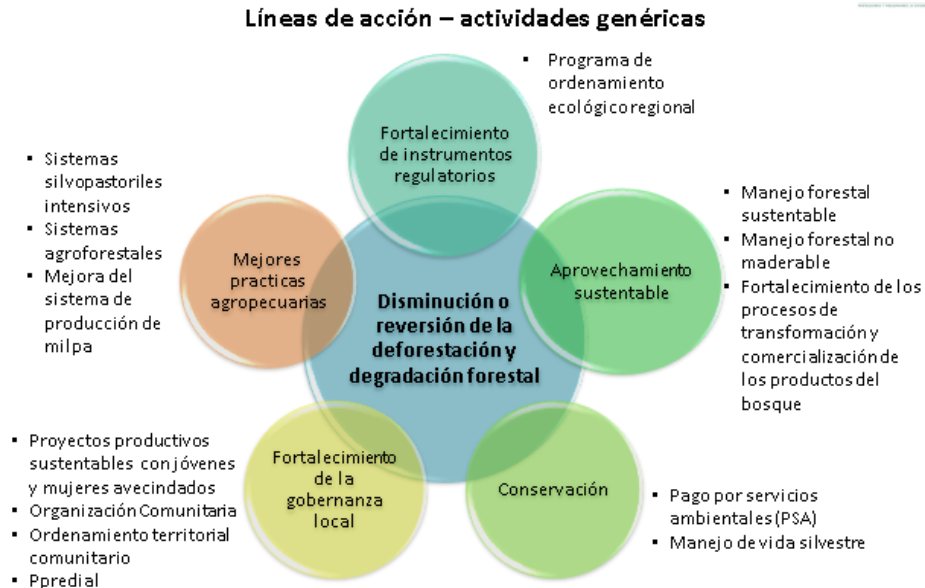 Líneas de acción – actividades genéricas
▪ Programa de
ordenamiento
ecológico regional
Fortalecimiento
de instrumentos
regulatorios
▪ Sistemas
silvopastoriles
intensivos
▪ Sistemas
agroforestales
▪ Mejora del
sistema de
producción de
milpa
Mejores
practicas
agropecuarias
Aprovechamiento
sustentable
▪ Manejo forestal
sustentable
▪ Manejo forestal no
maderable
▪ Fortalecimiento de los
procesos de
transformación y
comercialización de
los productos del
bosque
Disminución o
reversión de la
deforestación y
degradación forestal
▪ Proyectos productivos
sustentables con jóvenes
y mujeres avecindados
▪ Organización Comunitaria
▪ Ordenamiento territorial
comunitario
▪ Ppredial
Fortalecimiento
de la
gobernanza
local
Conservación
▪ Pago por servicios
ambientales (PSA)
▪ Manejo de vida silvestre